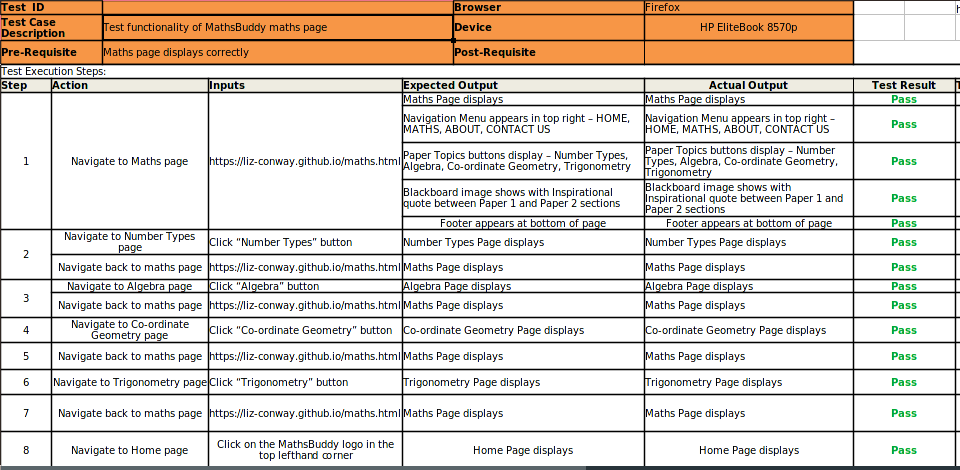 Test ID Browser Firefox
Test Case Description Test functionality of MathsBuddy maths page Device HP EliteBook 8570p
Pre-Requisite Maths page displays correctly Post-Requisite
Test Execution Steps:
Step Action Inputs Expected Output Actual Output Test Result
1 Navigate to Maths page https://liz-conway.github.io/maths.html
Maths Page displays Maths Page displays Pass
Navigation Menu appears in top right – HOME, MATHS, ABOUT, CONTACT US Navigation Menu appears in top right – HOME, MATHS, ABOUT, CONTACT US Pass
Paper Topics buttons display – Number Types, Algebra, Co-ordinate Geometry, Trigonometry Paper Topics buttons display – Number Types, Algebra, Co-ordinate Geometry, Trigonometry Pass
Blackboard image shows with Inspirational quote between Paper 1 and Paper 2 sections Blackboard image shows with Inspirational quote between Paper 1 and Paper 2 sections Pass
Footer appears at bottom of page Footer appears at bottom of page Pass
2 Navigate to Number Types page Click “Number Types” button Number Types Page displays Number Types Page displays Pass
Navigate back to maths page https://liz-conway.github.io/maths.html Maths Page displays Maths Page displays Pass
3 Navigate to Algebra page Click “Algebra” button Algebra Page displays Algebra Page displays Pass
Navigate back to maths page https://liz-conway.github.io/maths.html Maths Page displays Maths Page displays Pass
4 Navigate to Co-ordinate Geometry page Click “Co-ordinate Geometry” button Co-ordinate Geometry Page displays Co-ordinate Geometry Page displays Pass
5 Navigate back to maths page https://liz-conway.github.io/maths.html Maths Page displays Maths Page displays Pass
6 Navigate to Trigonometry page Click “Trigonometry” button Trigonometry Page displays Trigonometry Page displays Pass
7 Navigate back to maths page https://liz-conway.github.io/maths.html Maths Page displays Maths Page displays Pass
8 Navigate to Home page Click on the MathsBuddy logo in the top lefthand corner Home Page displays Home Page displays Pass